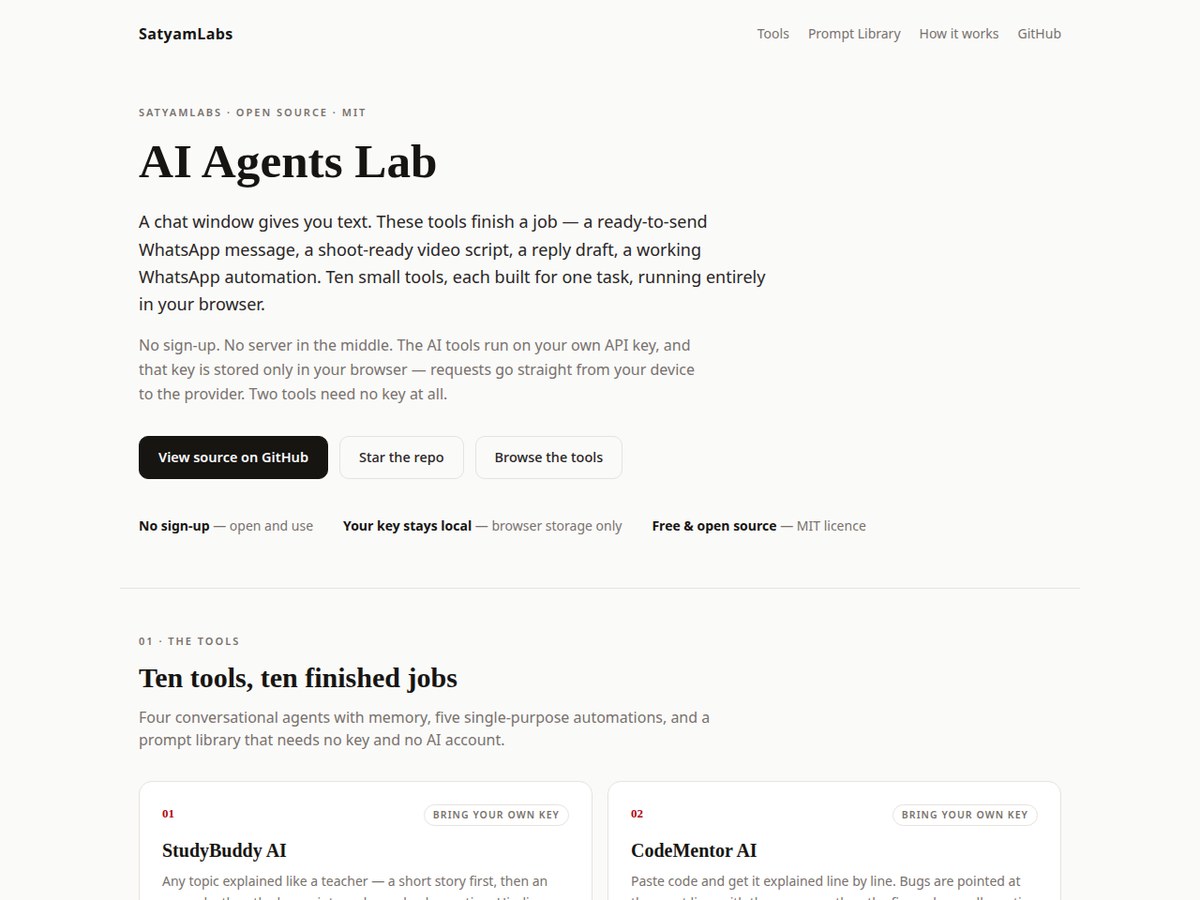 SatyamLabs
Tools Prompt Library How it works GitHub
SATYAMLABS · OPEN SOURCE · MIT
AI Agents Lab
A chat window gives you text. These tools finish a job — a ready-to-send
WhatsApp message, a shoot-ready video script, a reply draft, a working
WhatsApp automation. Ten small tools, each built for one task, running entirely
in your browser.
No sign-up. No server in the middle. The AI tools run on your own API key, and
that key is stored only in your browser — requests go straight from your device
to the provider. Two tools need no key at all.
View source on GitHub Star the repo Browse the tools
No sign-up — open and use Your key stays local — browser storage only Free & open source — MIT licence
01 · THE TOOLS
Ten tools, ten finished jobs
Four conversational agents with memory, five single-purpose automations, and a
prompt library that needs no key and no AI account.
01 BRING YOUR OWN KEY
StudyBuddy AI
Any topic explained like a teacher — a short story first, then an
02 BRING YOUR OWN KEY
CodeMentor AI
Paste code and get it explained line by line. Bugs are pointed at